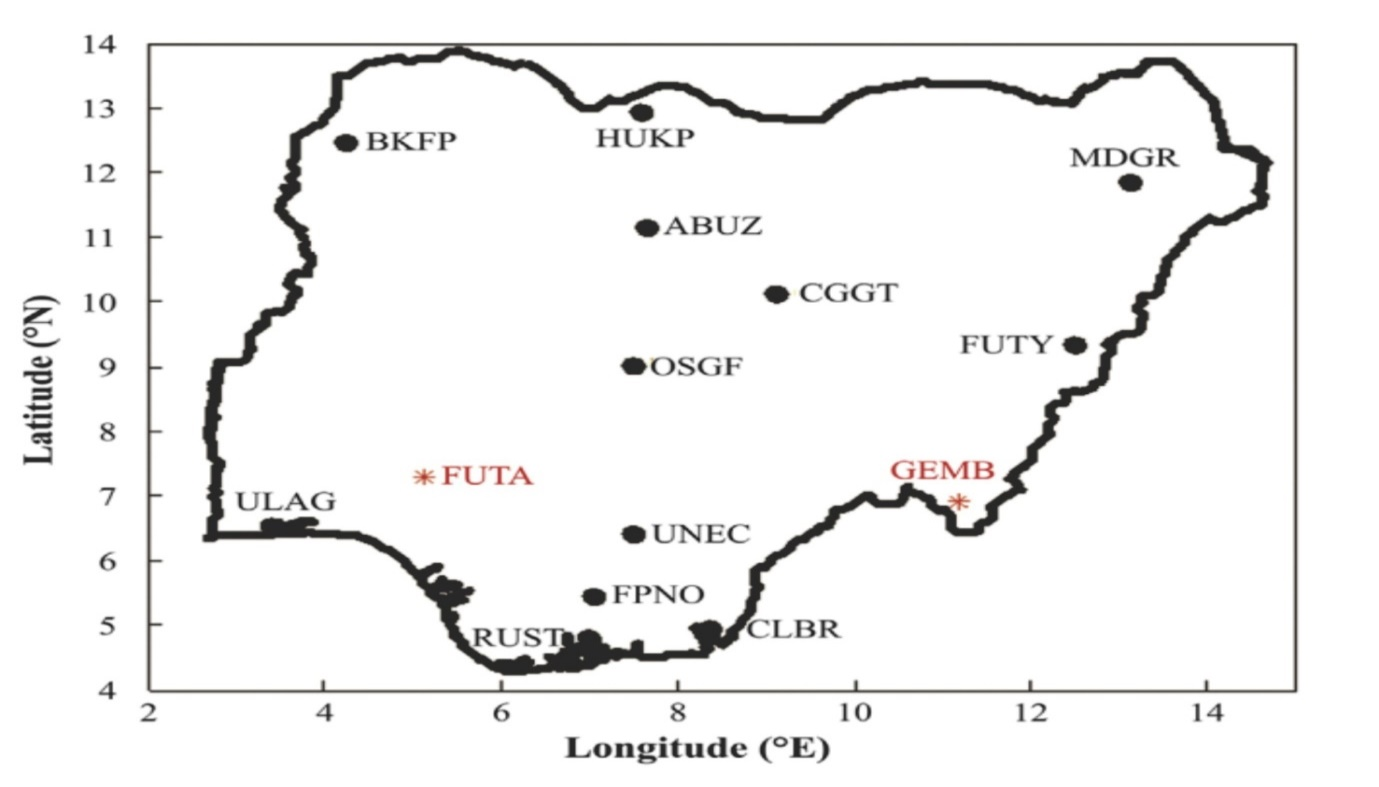 14
13
12
11
10
9
8
7
6
5
4
Latitude (°N)
BKFP
HUKP
MDGR
ABUZ
CGGT
FUTY
OSGF
FUTA
GEMB
ULAG
UNEC
FPNO
RUST
CLBR
2 4 6 8 10 12 14
Longitude (°E)